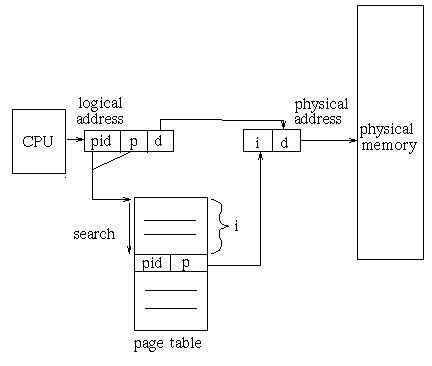 logical
address
physical
address
CPU
pid p d
i d
physical
memory
search
i
pid p
page table